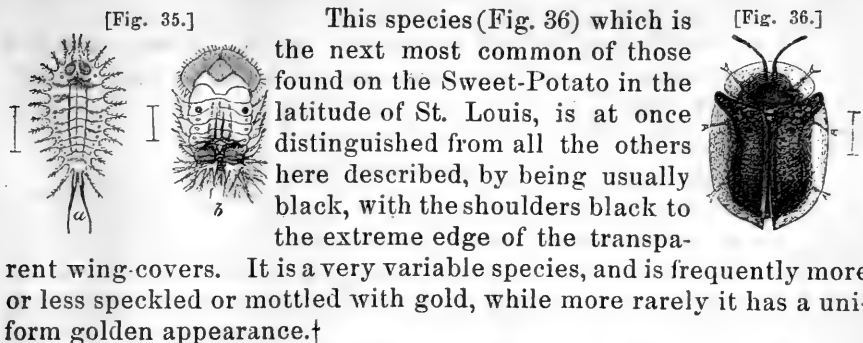 [Fig. 35.]
This species (Fig. 36) which is
[Fig. 36.]
the next most common of those
found on the Sweet-Potato in the
latitude of St. Louis, is at once
distinguished from all the others
here described, by being usually
black, with the shoulders black to
the extreme edge of the transpa-
a
b
rent wing-covers. It is a very variable species, and is frequently more
or less speckled or mottled with gold, while more rarely it has a uni-
form golden appearance.†